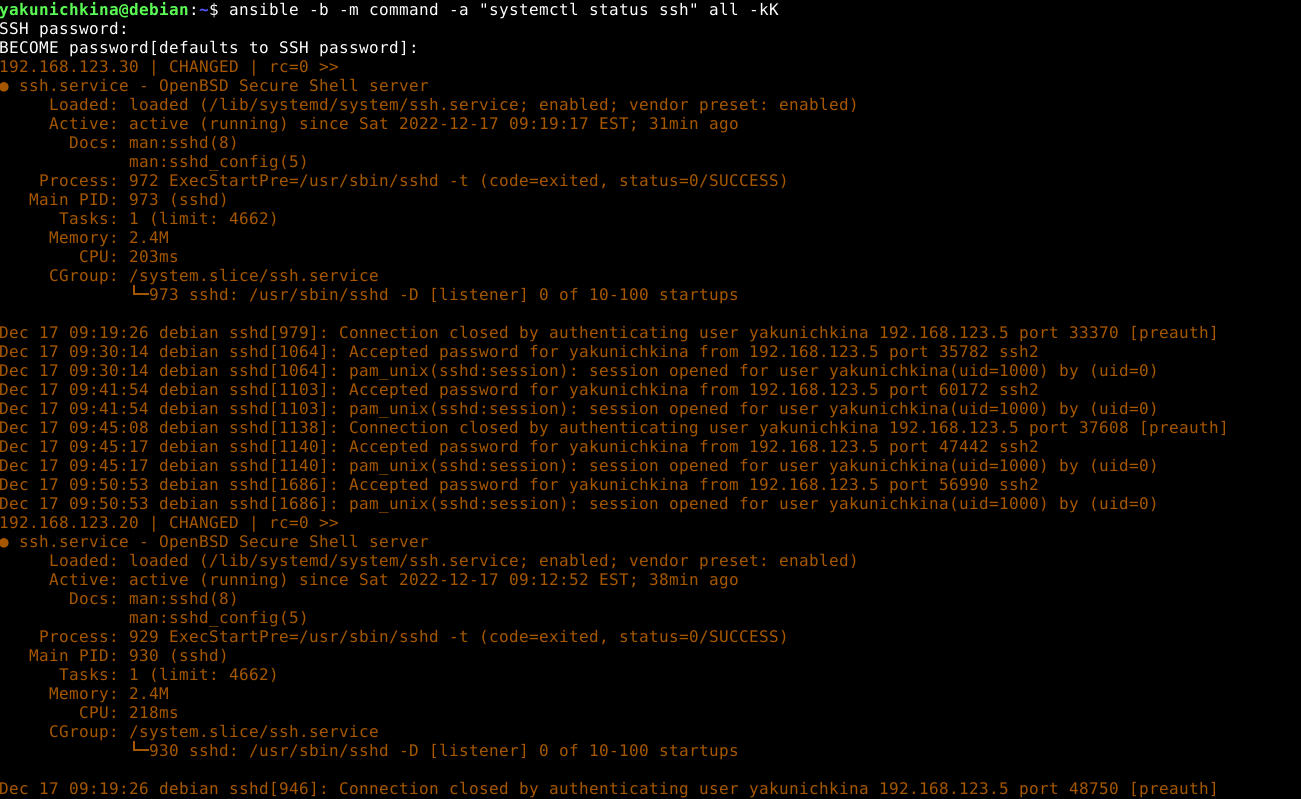 yakunichkina@debian:~$ ansible -b -m command -a "systemctl status ssh" all -kK
SSH password:
BECOME password[defaults to SSH password]:
192.168.123.30 | CHANGED | rc=0 >>
● ssh.service - OpenBSD Secure Shell server
     Loaded: loaded (/lib/systemd/system/ssh.service; enabled; vendor preset: enabled)
     Active: active (running) since Sat 2022-12-17 09:19:17 EST; 31min ago
       Docs: man:sshd(8)
             man:sshd_config(5)
    Process: 972 ExecStartPre=/usr/sbin/sshd -t (code=exited, status=0/SUCCESS)
   Main PID: 973 (sshd)
      Tasks: 1 (limit: 4662)
     Memory: 2.4M
        CPU: 203ms
     CGroup: /system.slice/ssh.service
             └─973 sshd: /usr/sbin/sshd -D [listener] 0 of 10-100 startups

Dec 17 09:19:26 debian sshd[979]: Connection closed by authenticating user yakunichkina 192.168.123.5 port 33370 [preauth]
Dec 17 09:30:14 debian sshd[1064]: Accepted password for yakunichkina from 192.168.123.5 port 35782 ssh2
Dec 17 09:30:14 debian sshd[1064]: pam_unix(sshd:session): session opened for user yakunichkina(uid=1000) by (uid=0)
Dec 17 09:41:54 debian sshd[1103]: Accepted password for yakunichkina from 192.168.123.5 port 60172 ssh2
Dec 17 09:41:54 debian sshd[1103]: pam_unix(sshd:session): session opened for user yakunichkina(uid=1000) by (uid=0)
Dec 17 09:45:08 debian sshd[1138]: Connection closed by authenticating user yakunichkina 192.168.123.5 port 37608 [preauth]
Dec 17 09:45:17 debian sshd[1140]: Accepted password for yakunichkina from 192.168.123.5 port 47442 ssh2
Dec 17 09:45:17 debian sshd[1140]: pam_unix(sshd:session): session opened for user yakunichkina(uid=1000) by (uid=0)
Dec 17 09:50:53 debian sshd[1686]: Accepted password for yakunichkina from 192.168.123.5 port 56990 ssh2
Dec 17 09:50:53 debian sshd[1686]: pam_unix(sshd:session): session opened for user yakunichkina(uid=1000) by (uid=0)
192.168.123.20 | CHANGED | rc=0 >>
● ssh.service - OpenBSD Secure Shell server
     Loaded: loaded (/lib/systemd/system/ssh.service; enabled; vendor preset: enabled)
     Active: active (running) since Sat 2022-12-17 09:12:52 EST; 38min ago
       Docs: man:sshd(8)
             man:sshd_config(5)
    Process: 929 ExecStartPre=/usr/sbin/sshd -t (code=exited, status=0/SUCCESS)
   Main PID: 930 (sshd)
      Tasks: 1 (limit: 4662)
     Memory: 2.4M
        CPU: 218ms
     CGroup: /system.slice/ssh.service
             └─930 sshd: /usr/sbin/sshd -D [listener] 0 of 10-100 startups

Dec 17 09:19:26 debian sshd[946]: Connection closed by authenticating user yakunichkina 192.168.123.5 port 48750 [preauth]